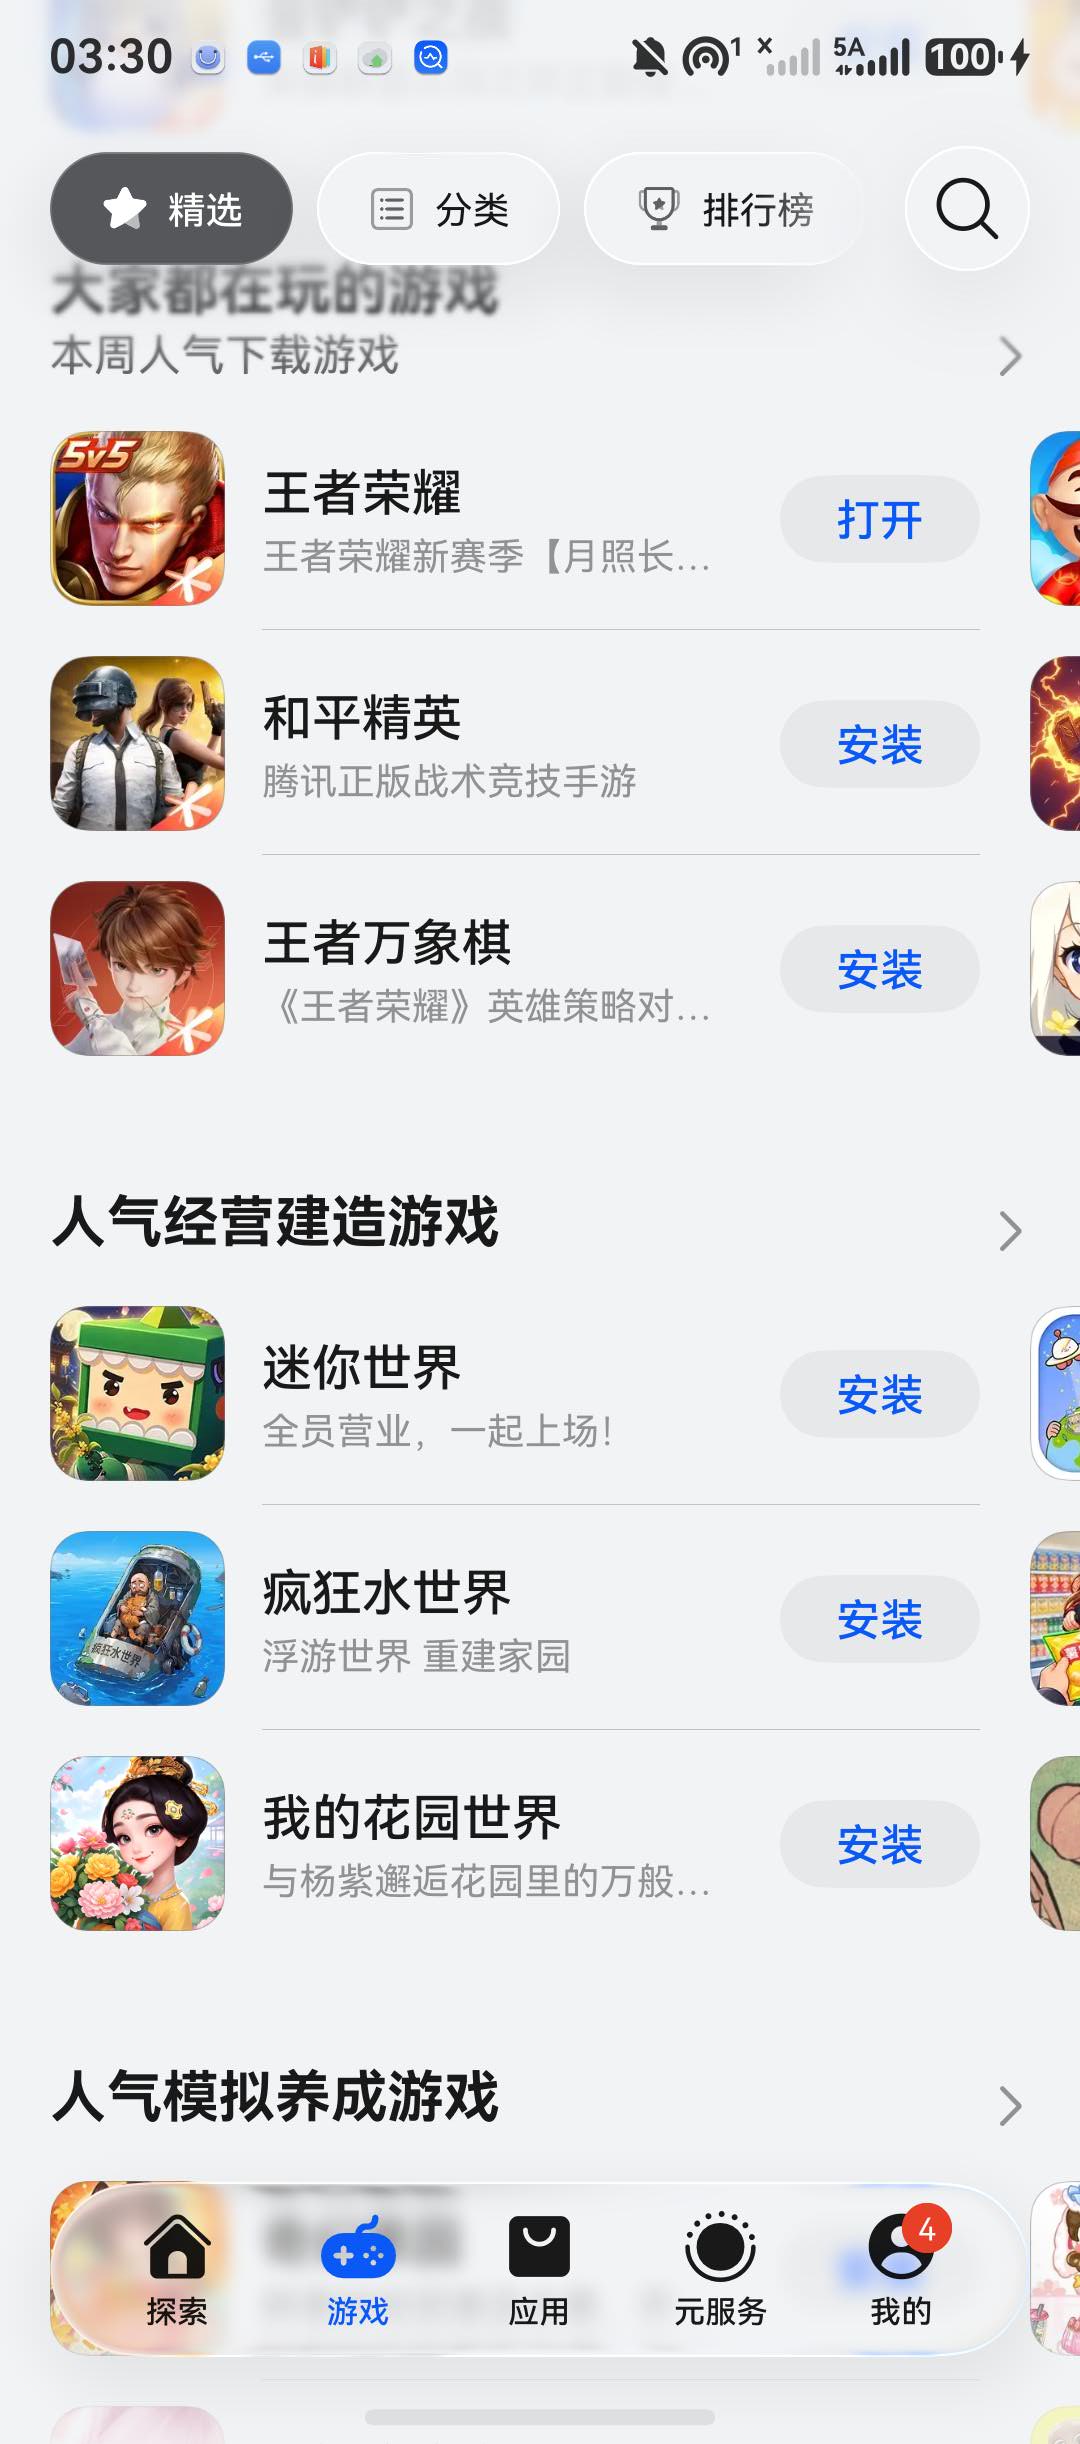 03:30
1
5A
100
精选
分类
排行榜
大家都在玩的游戏
本周人气下载游戏
5v5
王者荣耀
王者荣耀新赛季【月照长...
打开
和平精英
腾讯正版战术竞技手游
安装
王者万象棋
《王者荣耀》英雄策略对...
安装
人气经营建造游戏
迷你世界
全员营业，一起上场！
安装
疯狂水世界
疯狂水世界
浮游世界 重建家园
安装
我的花园世界
与杨紫邂逅花园里的万般...
安装
人气模拟养成游戏
探索
游戏
应用
元服务
4
我的